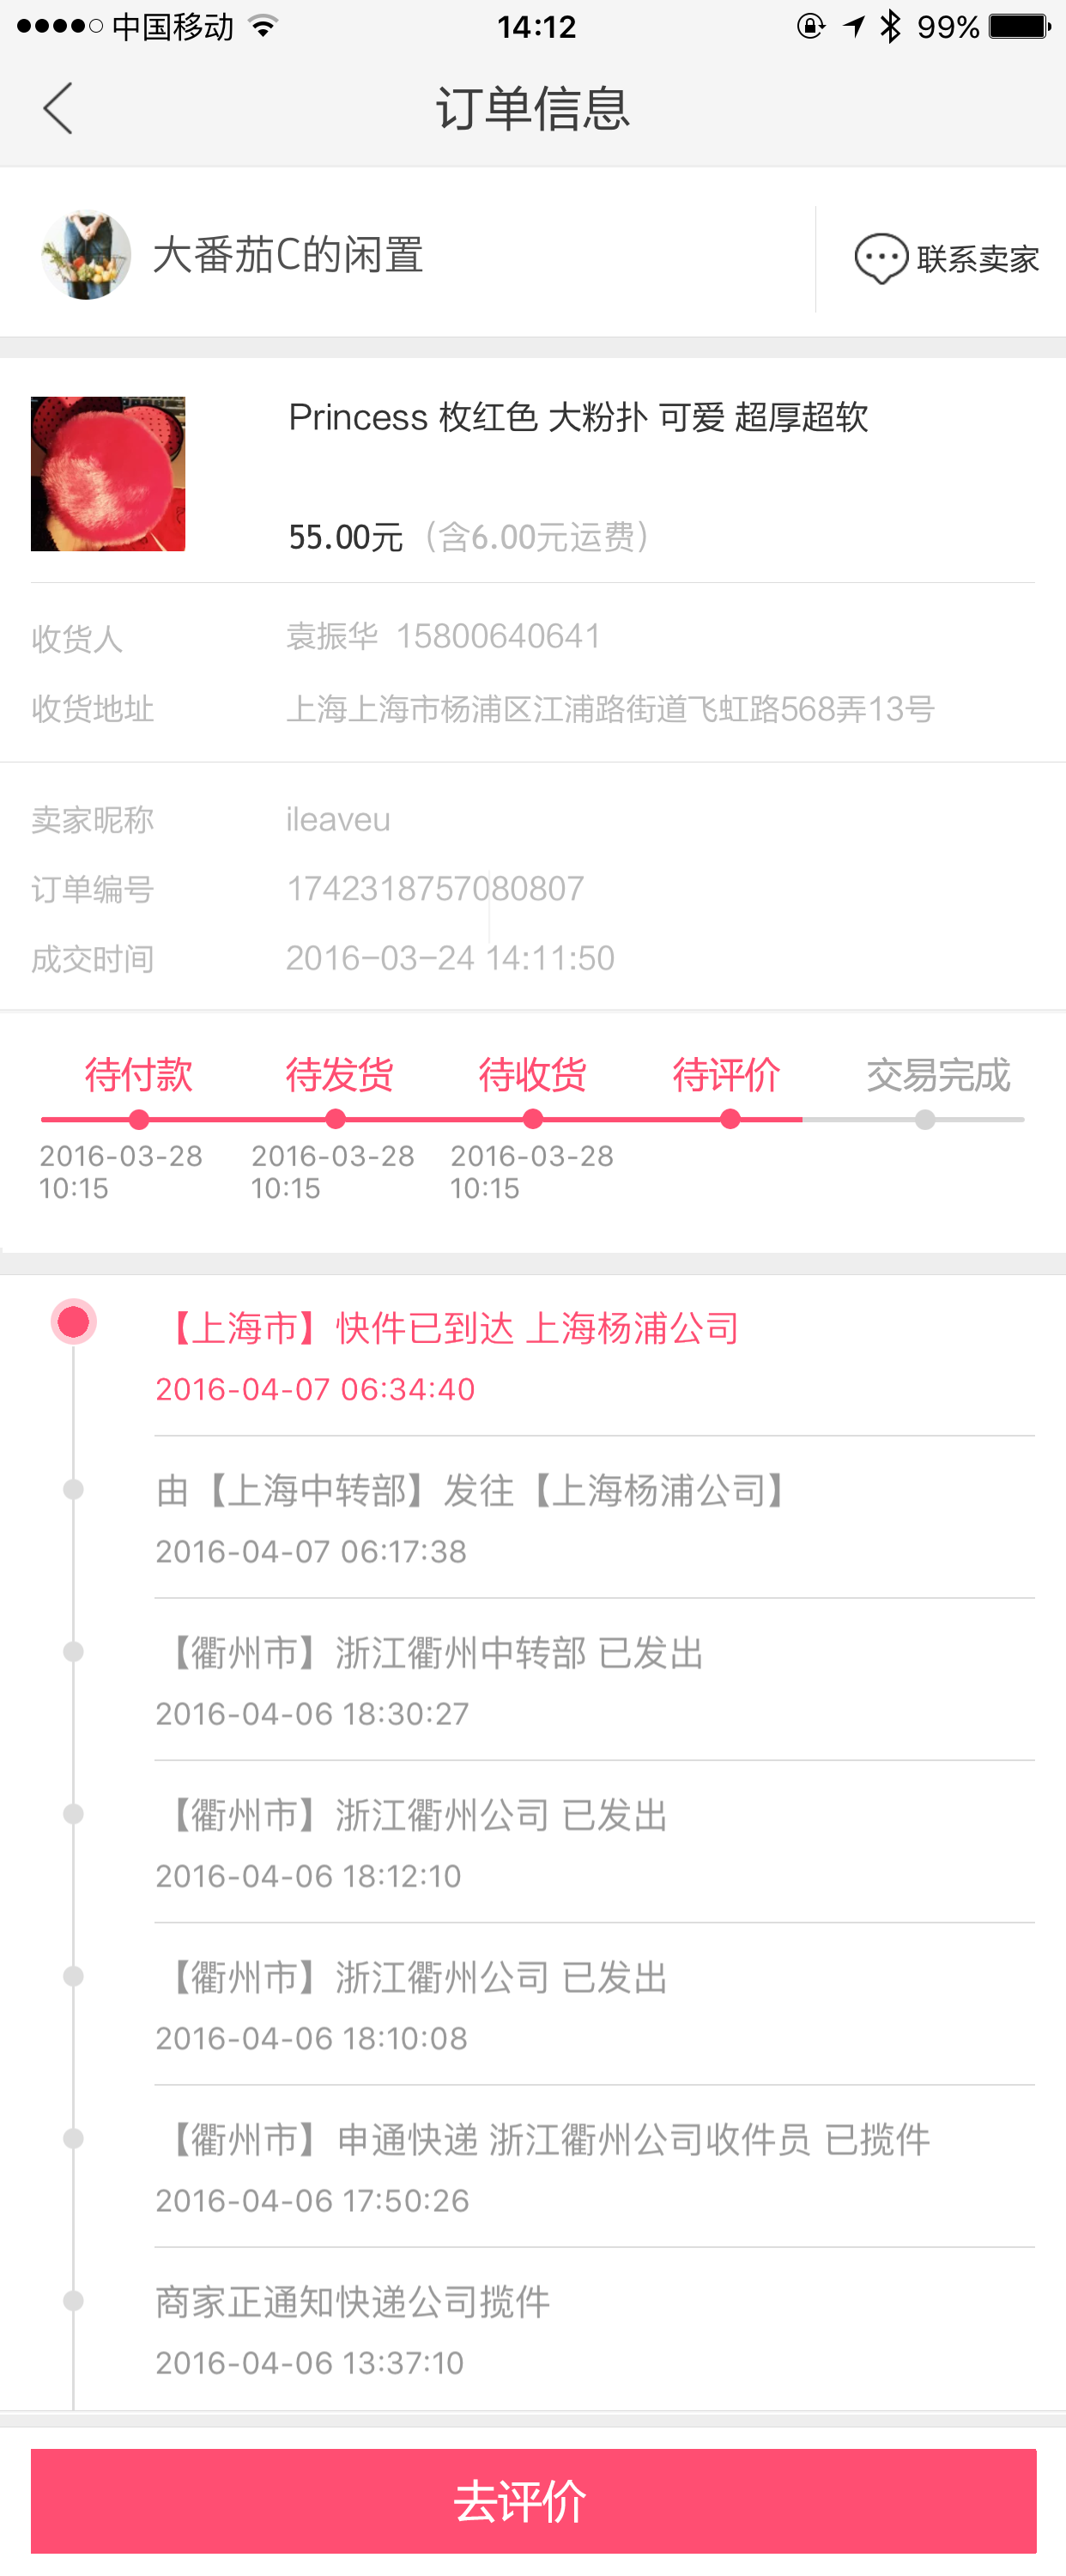 中国移动 14:12 99%
订单信息
大番茄C的闲置 联系卖家
Princess 枚红色 大粉扑 可爱 超厚超软
55.00元（含6.00元运费）
收货人 袁振华 15800640641
收货地址 上海上海市杨浦区江浦路街道飞虹路568弄13号
卖家昵称 ileaveu
订单编号 1742318757080807
成交时间 2016-03-24 14:11:50
待付款 待发货 待收货 待评价 交易完成
2016-03-28 2016-03-28 2016-03-28
10:15 10:15 10:15
【上海市】快件已到达 上海杨浦公司
2016-04-07 06:34:40
由【上海中转部】发往【上海杨浦公司】
2016-04-07 06:17:38
【衢州市】浙江衢州中转部 已发出
2016-04-06 18:30:27
【衢州市】浙江衢州公司 已发出
2016-04-06 18:12:10
【衢州市】浙江衢州公司 已发出
2016-04-06 18:10:08
【衢州市】申通快递 浙江衢州公司收件员 已揽件
2016-04-06 17:50:26
商家正通知快递公司揽件
2016-04-06 13:37:10
去评价